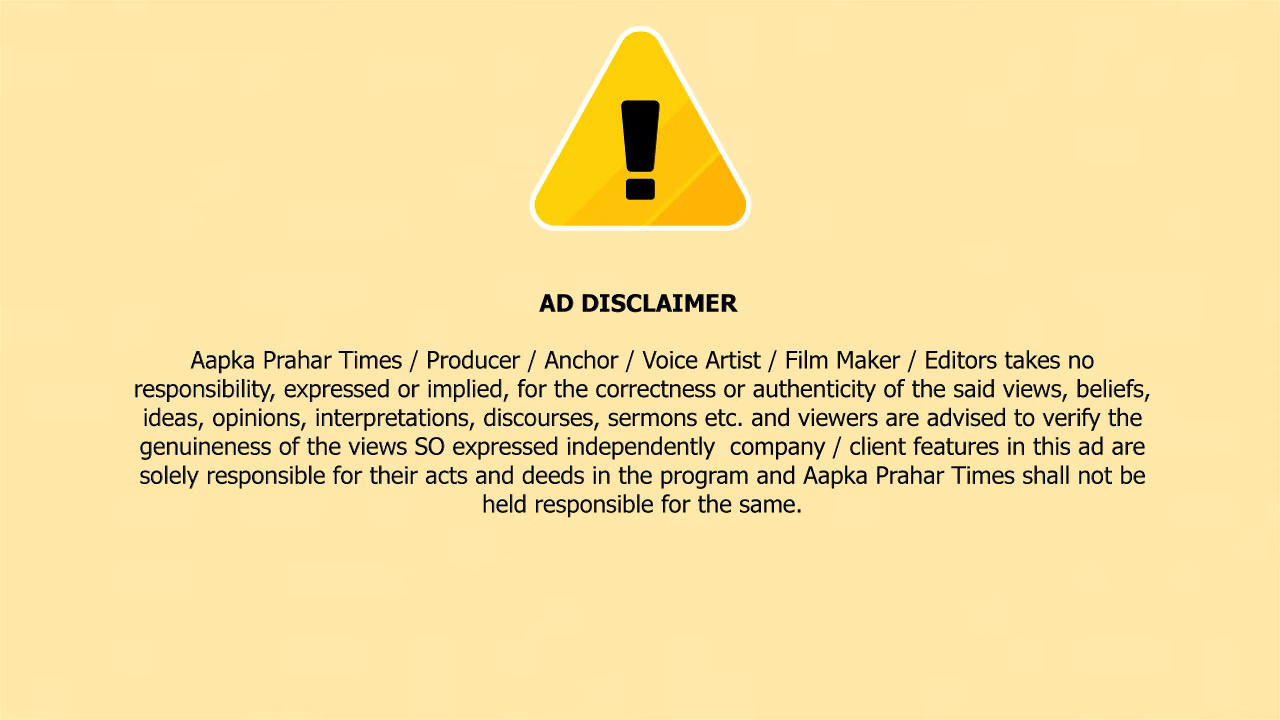 AD DISCLAIMER
Aapka Prahar Times / Producer / Anchor / Voice Artist / Film Maker / Editors takes no
responsibility, expressed or implied, for the correctness or authenticity of the said views, beliefs,
ideas, opinions, interpretations, discourses, sermons etc. and viewers are advised to verify the
genuineness of the views SO expressed independently  company / client features in this ad are
solely responsible for their acts and deeds in the program and Aapka Prahar Times shall not be
held responsible for the same.